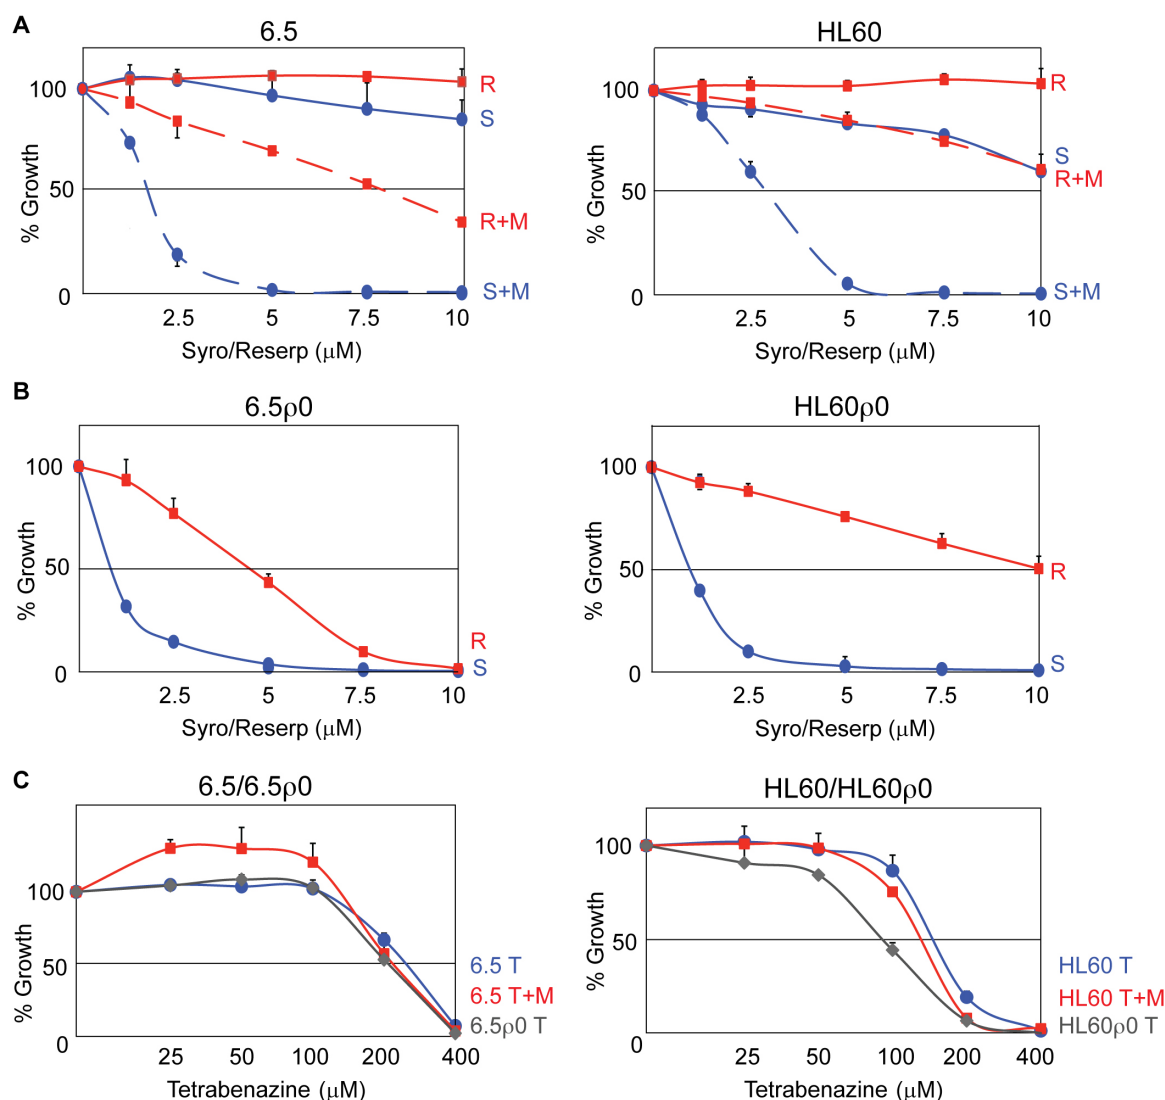 A
6.5
HL60
% Growth
100
50
0
2.5 5 7.5 10
Syro/Reserp (μM)
R
S
R+M
S+M
% Growth
100
50
0
2.5 5 7.5 10
Syro/Reserp (μM)
R
S
R+M
S+M
B
6.5ρ0
HL60ρ0
% Growth
100
50
0
2.5 5 7.5 10
Syro/Reserp (μM)
R
S
% Growth
100
50
0
2.5 5 7.5 10
Syro/Reserp (μM)
R
S
C
6.5/6.5ρ0
HL60/HL60ρ0
% Growth
100
50
0
25 50 100 200 400
Tetrabenazine (μM)
6.5 T
6.5 T+M
6.5ρ0 T
% Growth
100
50
0
25 50 100 200 400
Tetrabenazine (μM)
HL60 T
HL60 T+M
HL60ρ0 T